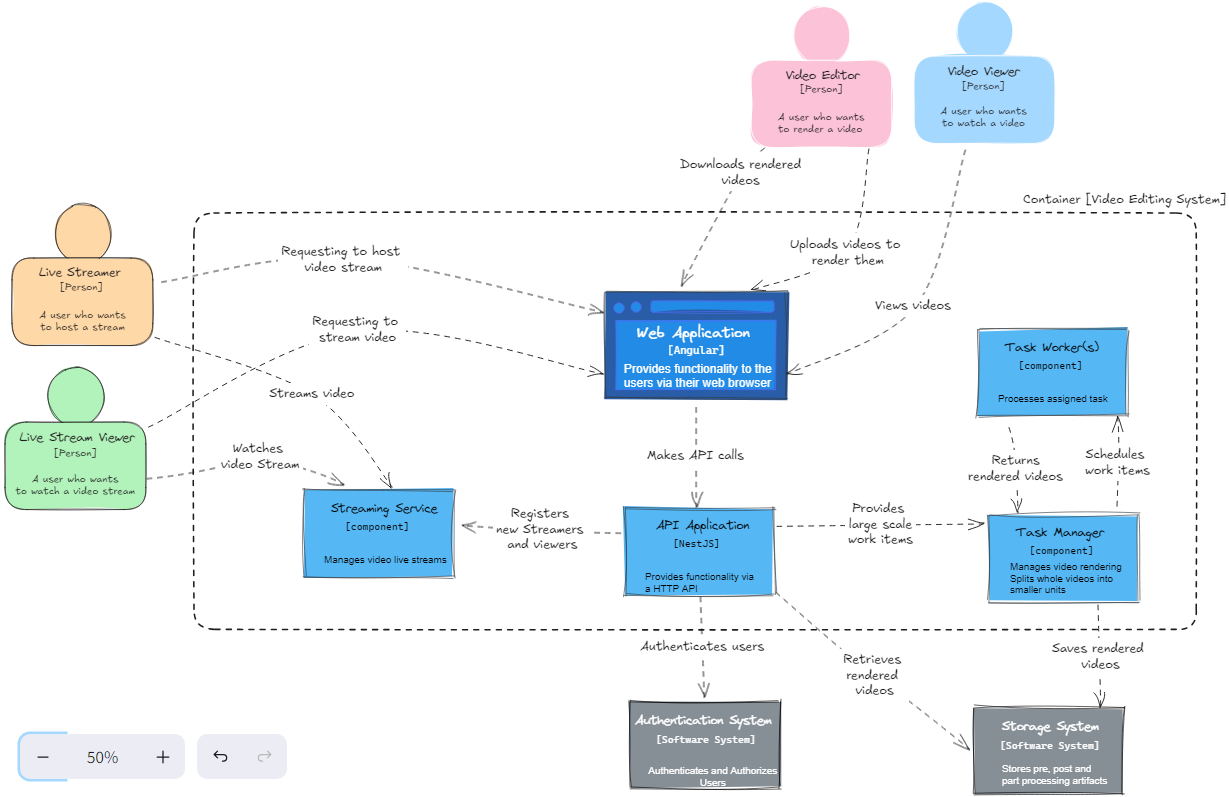 Video Editor
[Person]
A user who wants
to render a video
Video Viewer
[Person]
A user who wants
to watch a video
Downloads rendered
videos
Container [Video Editing System]
Live Streamer
[Person]
A user who wants
to host a stream
Requesting to host
video stream
Uploads videos to
render them
Views videos
Requesting to
stream video
Web Application
[Angular]
Provides functionality to the
users via their web browser
Task Worker(s)
[component]
Processes assigned task
Streams video
Live Stream Viewer
[Person]
A user who wants
to watch a video stream
Watches
video Stream
Makes API calls
Returns
rendered videos
Schedules
work items
Streaming Service
[component]
Manages video live streams
Registers
new Streamers
and viewers
API Application
[NestJS]
Provides functionality via
a HTTP API
Provides
large scale
work items
Task Manager
[component]
Manages video rendering
Splits whole videos into
smaller units
Authenticates users
Retrieves
rendered
videos
Saves rendered
videos
Authentication System
[Software System]
Authenticates and Authorizes
Users
Storage System
[Software System]
Stores pre, post and
part processing artifacts
50%